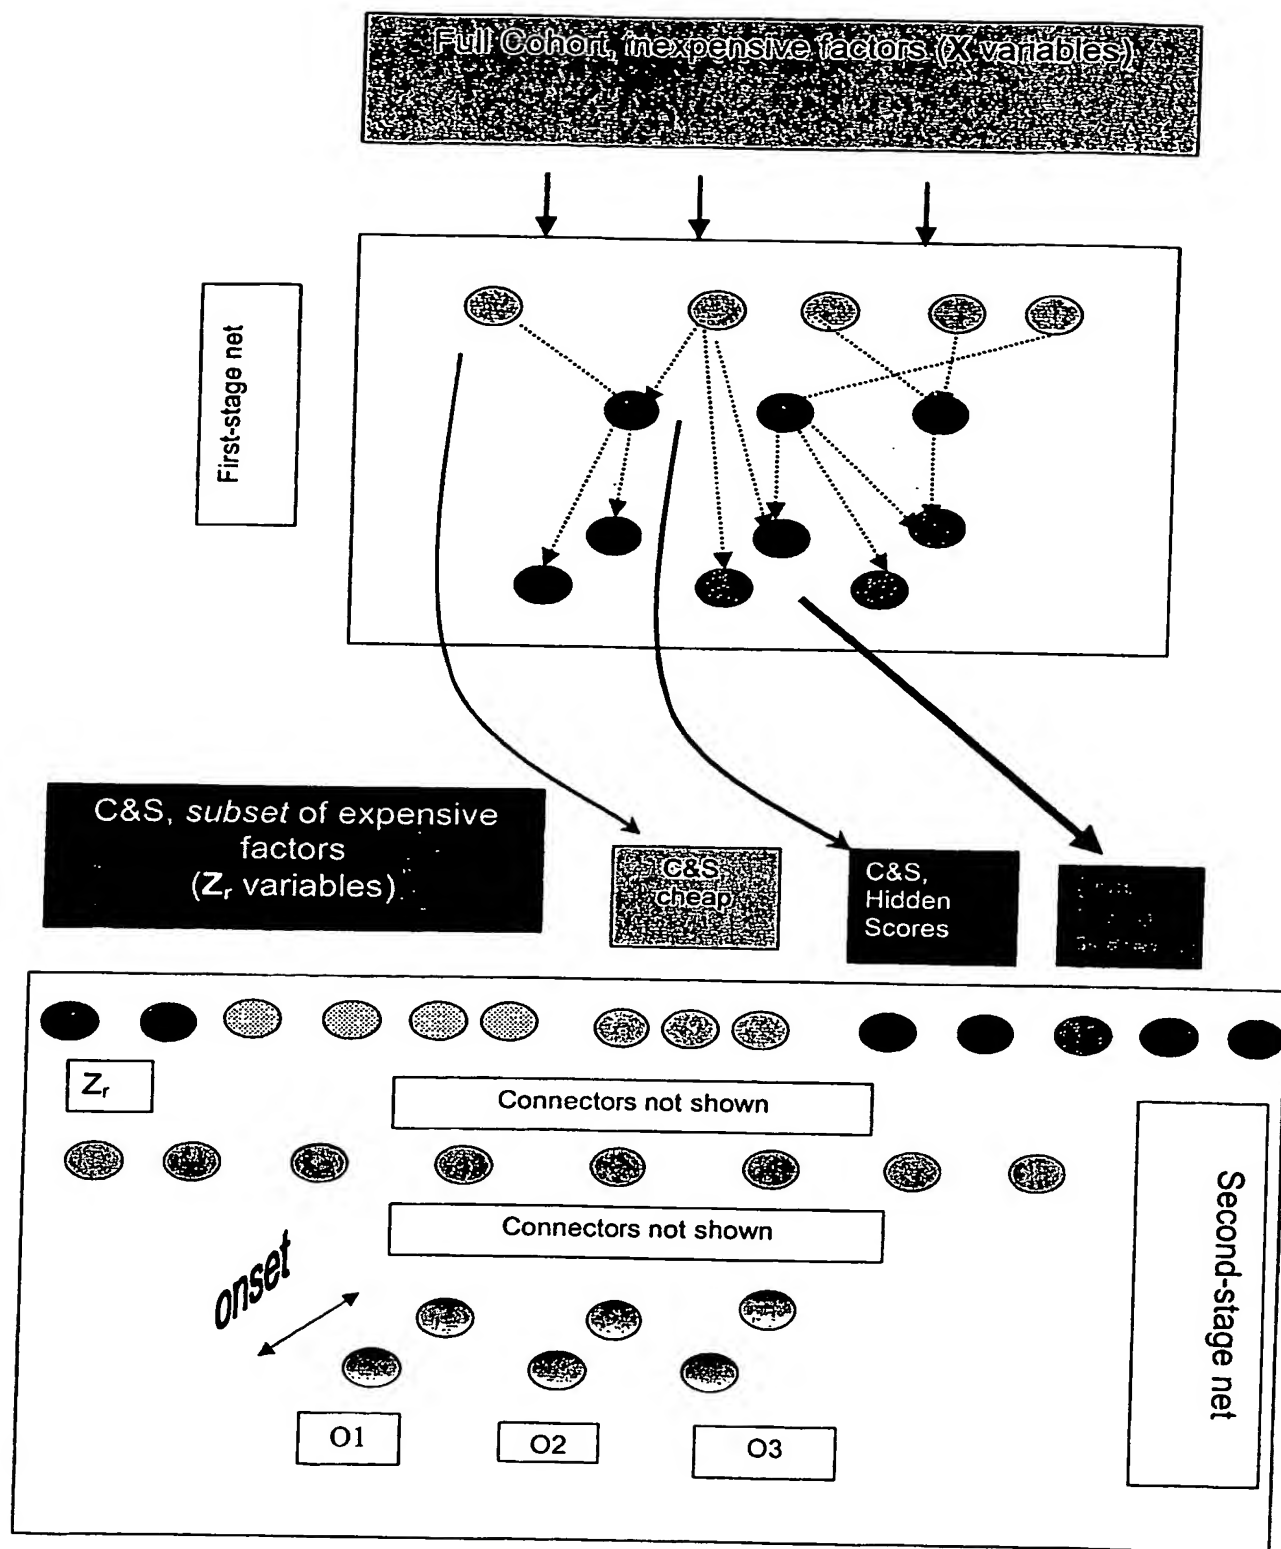 Full Cohort, inexpensive factors (X variables)
First-stage net
C&S, subset of expensive
factors
(Zr variables)
C&S
cheap
C&S,
Hidden
Scores
Zr
Connectors not shown
Connectors not shown
Second-stage net
onset
O1
O2
O3